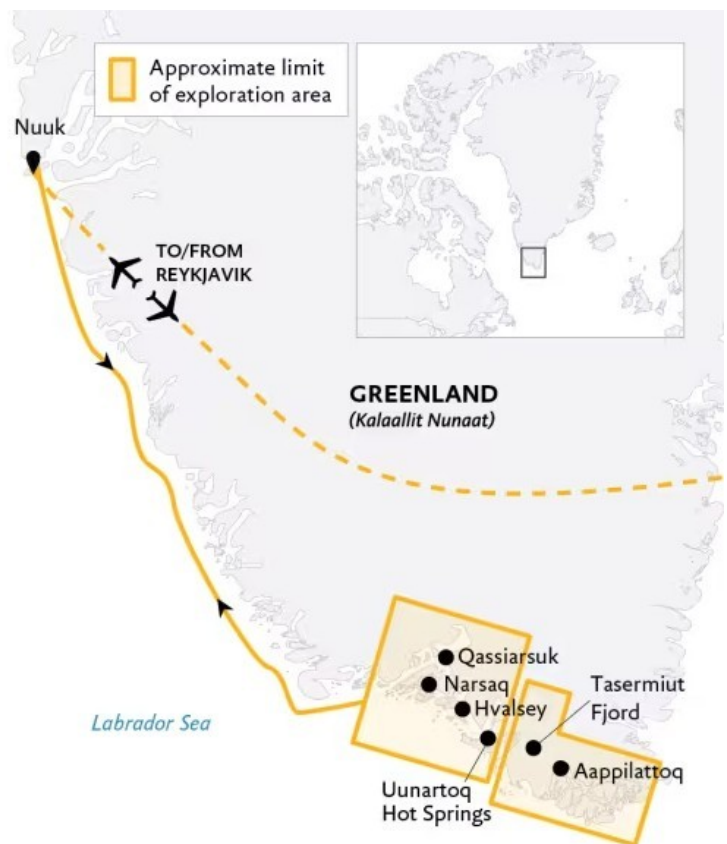 Approximate limit
of exploration area
Nuuk
TO/FROM
REYKJAVIK
GREENLAND
(Kalaallit Nunaat)
Qassiarsuk
Narsaq
Hvalsey
Tasermiut
Fjord
Labrador Sea
Aappilattoq
Uunartoq
Hot Springs